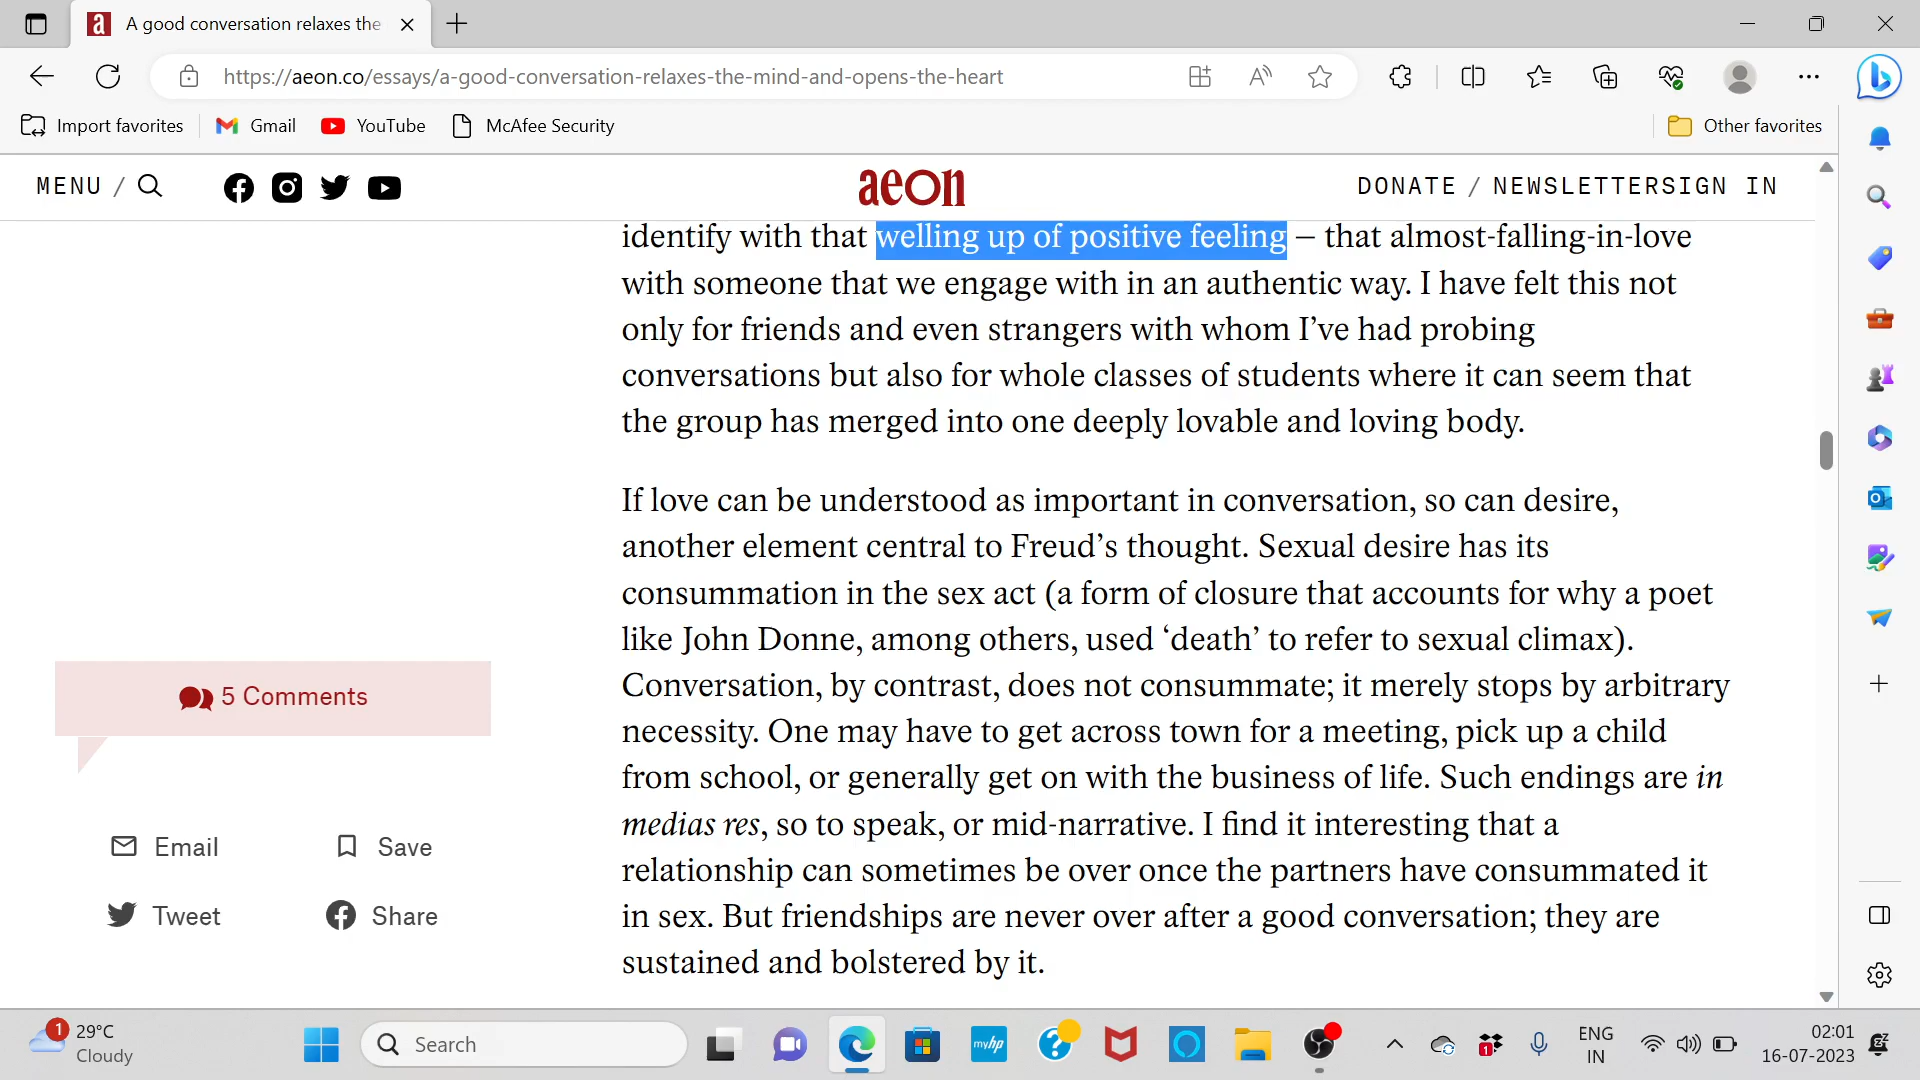 A good conversation relaxes the
https://aeon.co/essays/a-good-conversation-relaxes-the-mind-and-opens-the-heart
Import favorites
Gmail
YouTube
McAfee Security
Other favorites
MENU /
aeon
DONATE / NEWSLETTERSIGN IN
identify with that welling up of positive feeling – that almost-falling-in-love
with someone that we engage with in an authentic way. I have felt this not
only for friends and even strangers with whom I’ve had probing
conversations but also for whole classes of students where it can seem that
the group has merged into one deeply lovable and loving body.
If love can be understood as important in conversation, so can desire,
another element central to Freud’s thought. Sexual desire has its
consummation in the sex act (a form of closure that accounts for why a poet
like John Donne, among others, used ‘death’ to refer to sexual climax).
Conversation, by contrast, does not consummate; it merely stops by arbitrary
necessity. One may have to get across town for a meeting, pick up a child
from school, or generally get on with the business of life. Such endings are in
medias res, so to speak, or mid-narrative. I find it interesting that a
relationship can sometimes be over once the partners have consummated it
in sex. But friendships are never over after a good conversation; they are
sustained and bolstered by it.
5 Comments
Email
Save
Tweet
Share
1
29°C
Cloudy
Search
myhp
1
ENG
IN
02:01
16-07-2023